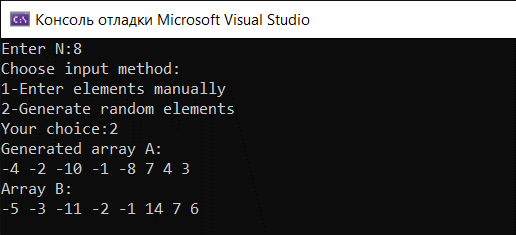 Консоль отладки Microsoft Visual Studio
Enter N:8
Choose input method:
1-Enter elements manually
2-Generate random elements
Your choice:2
Generated array A:
-4 -2 -10 -1 -8 7 4 3
Array B:
-5 -3 -11 -2 -1 14 7 6